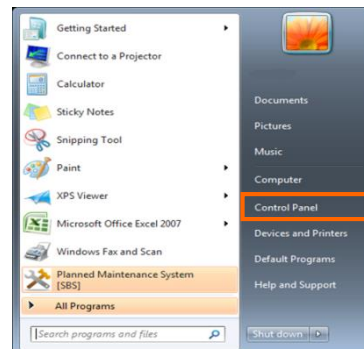 Getting Started
Connect to a Projector
Calculator
Sticky Notes
Snipping Tool
Paint
XPS Viewer
Microsoft Office Excel 2007
Windows Fax and Scan
Planned Maintenance System
[SBS]
All Programs
Search programs and files
Documents
Pictures
Music
Computer
Control Panel
Devices and Printers
Default Programs
Help and Support
Shut down